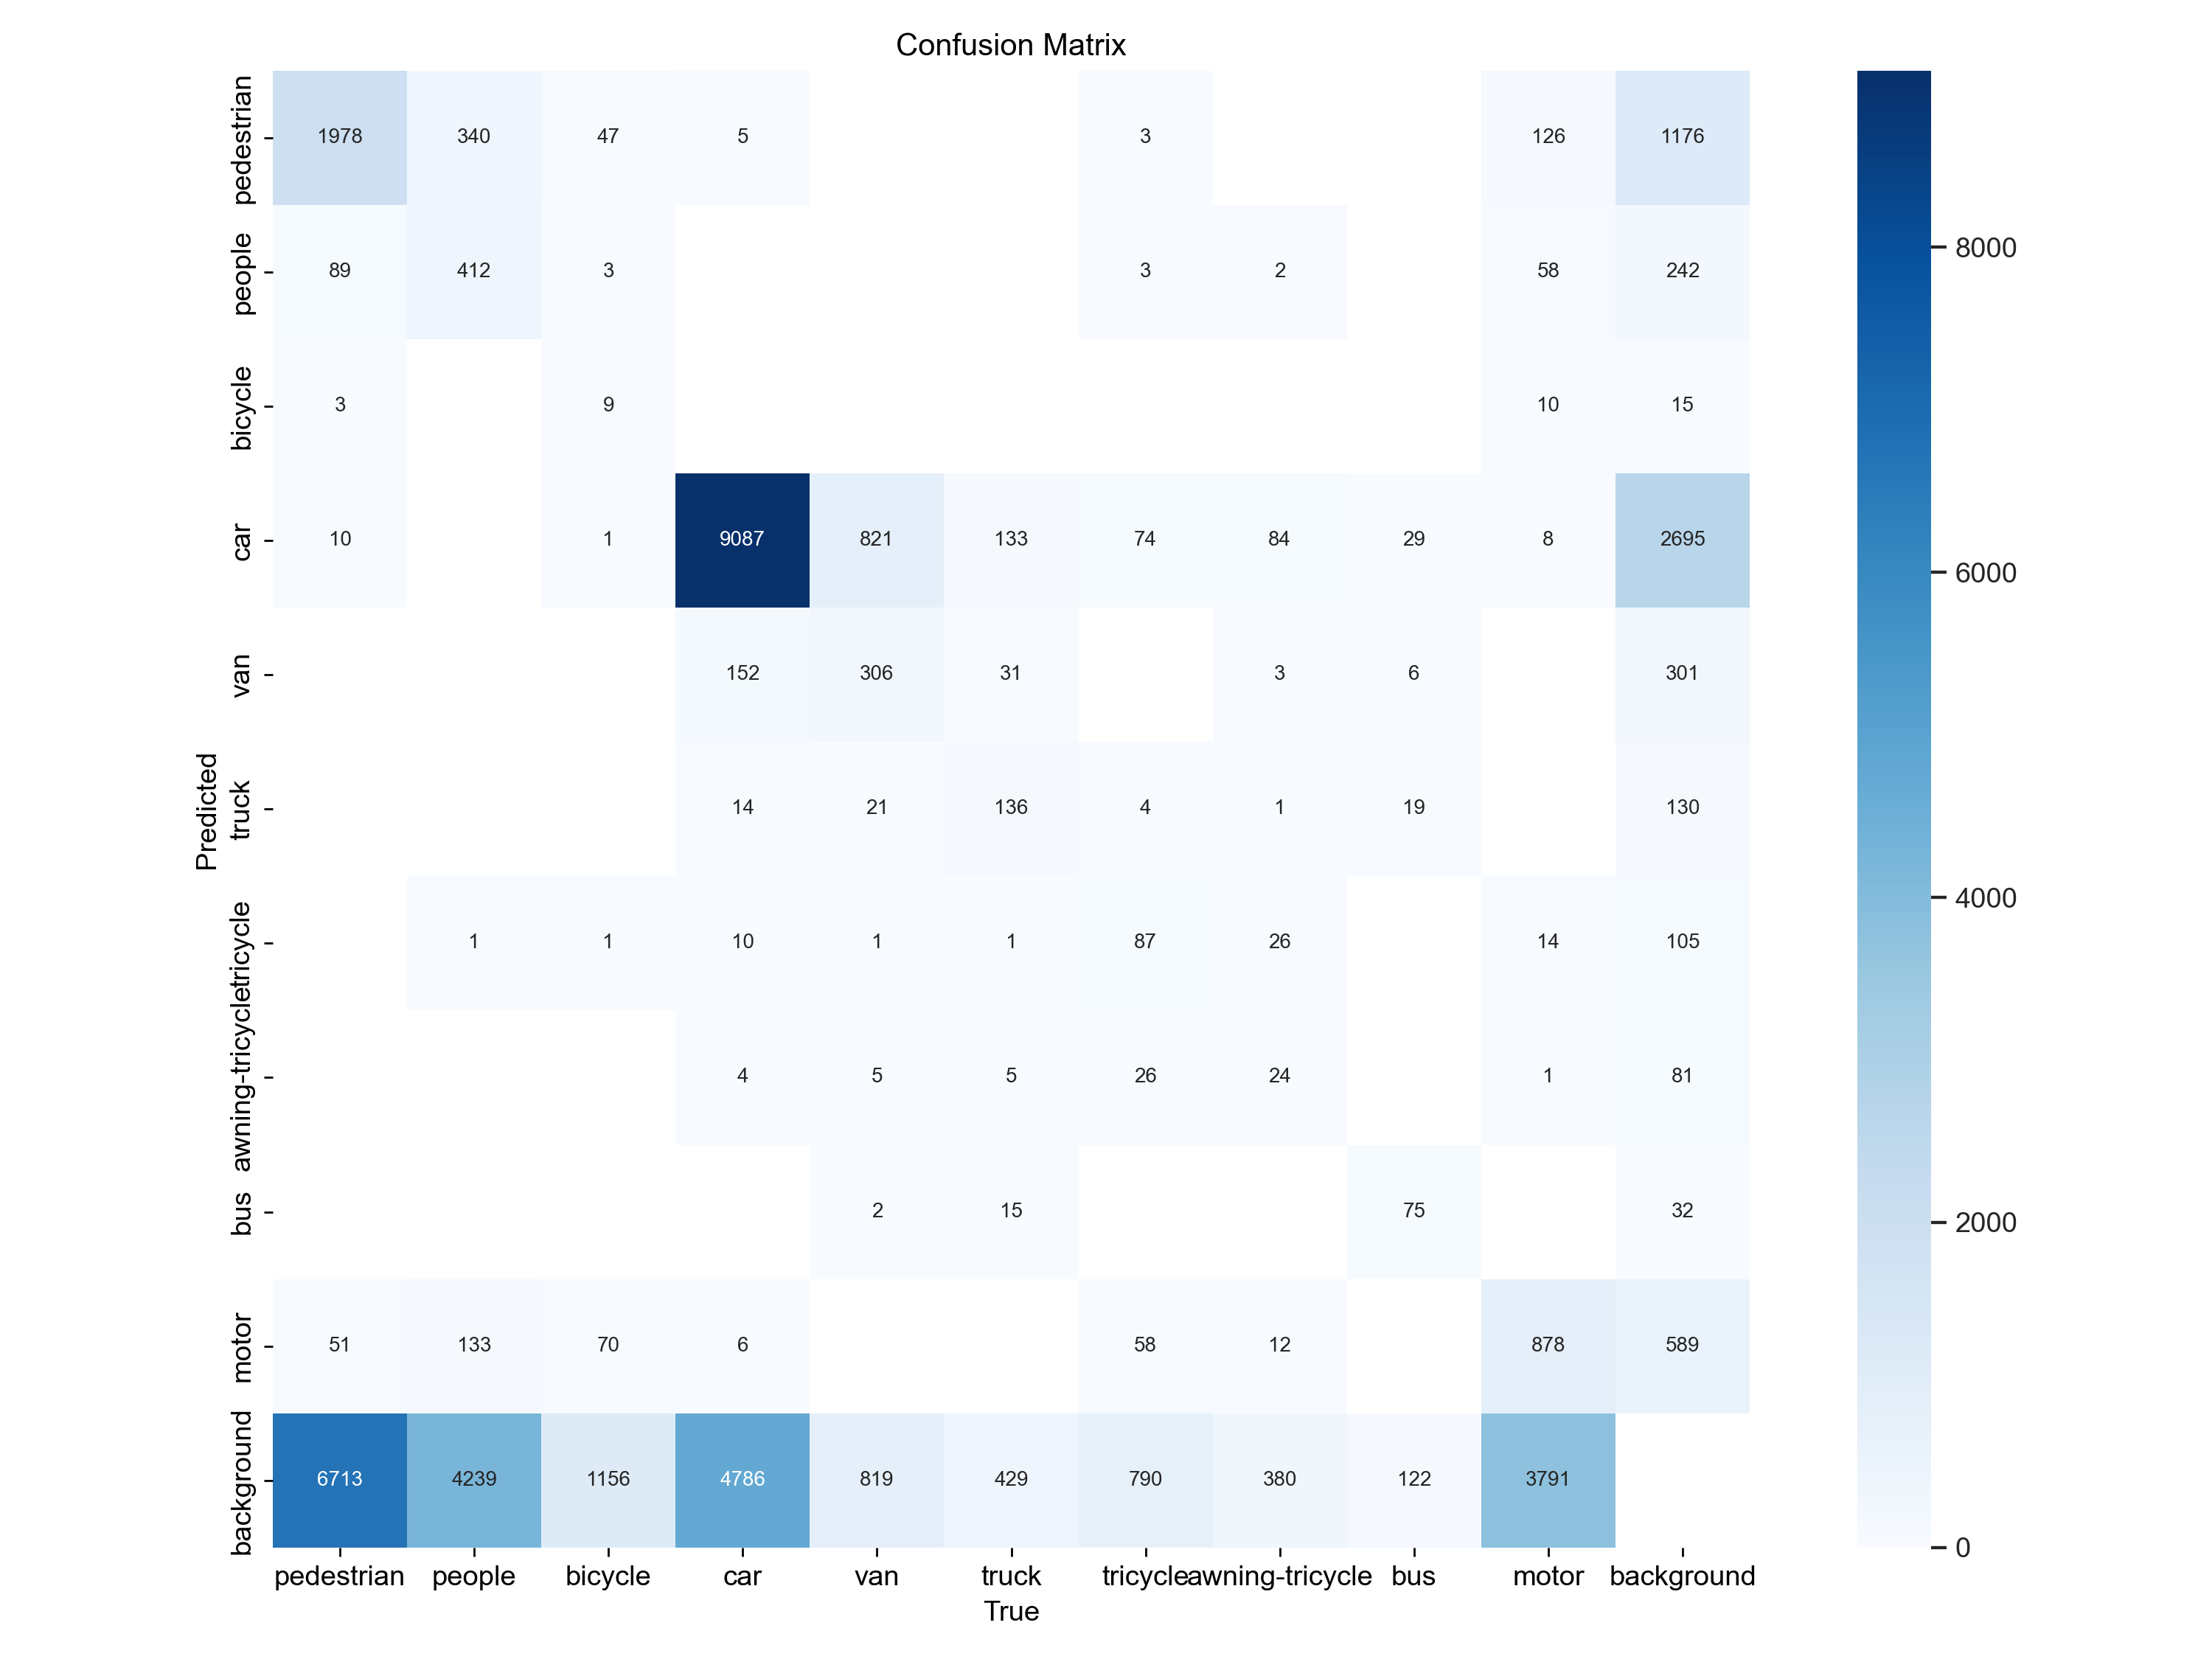 Confusion Matrix
pedestrian 1978 340 47 5 3 126 1176
people 89 412 3 3 2 58 242 8000
bicycle 3 9 10 15
car 10 1 9087 821 133 74 84 29 8 2695 6000
van 152 306 31 3 6 301
Predicted
truck 14 21 136 4 1 19 130 4000
tricycle 1 1 10 1 1 87 26 14 105
awning-tricycle 4 5 5 26 24 1 81
bus 2 15 75 32 2000
motor 51 133 70 6 58 12 878 589
background 6713 4239 1156 4786 819 429 790 380 122 3791 0
pedestrian people bicycle car van truck tricycle awning-tricycle bus motor background
True